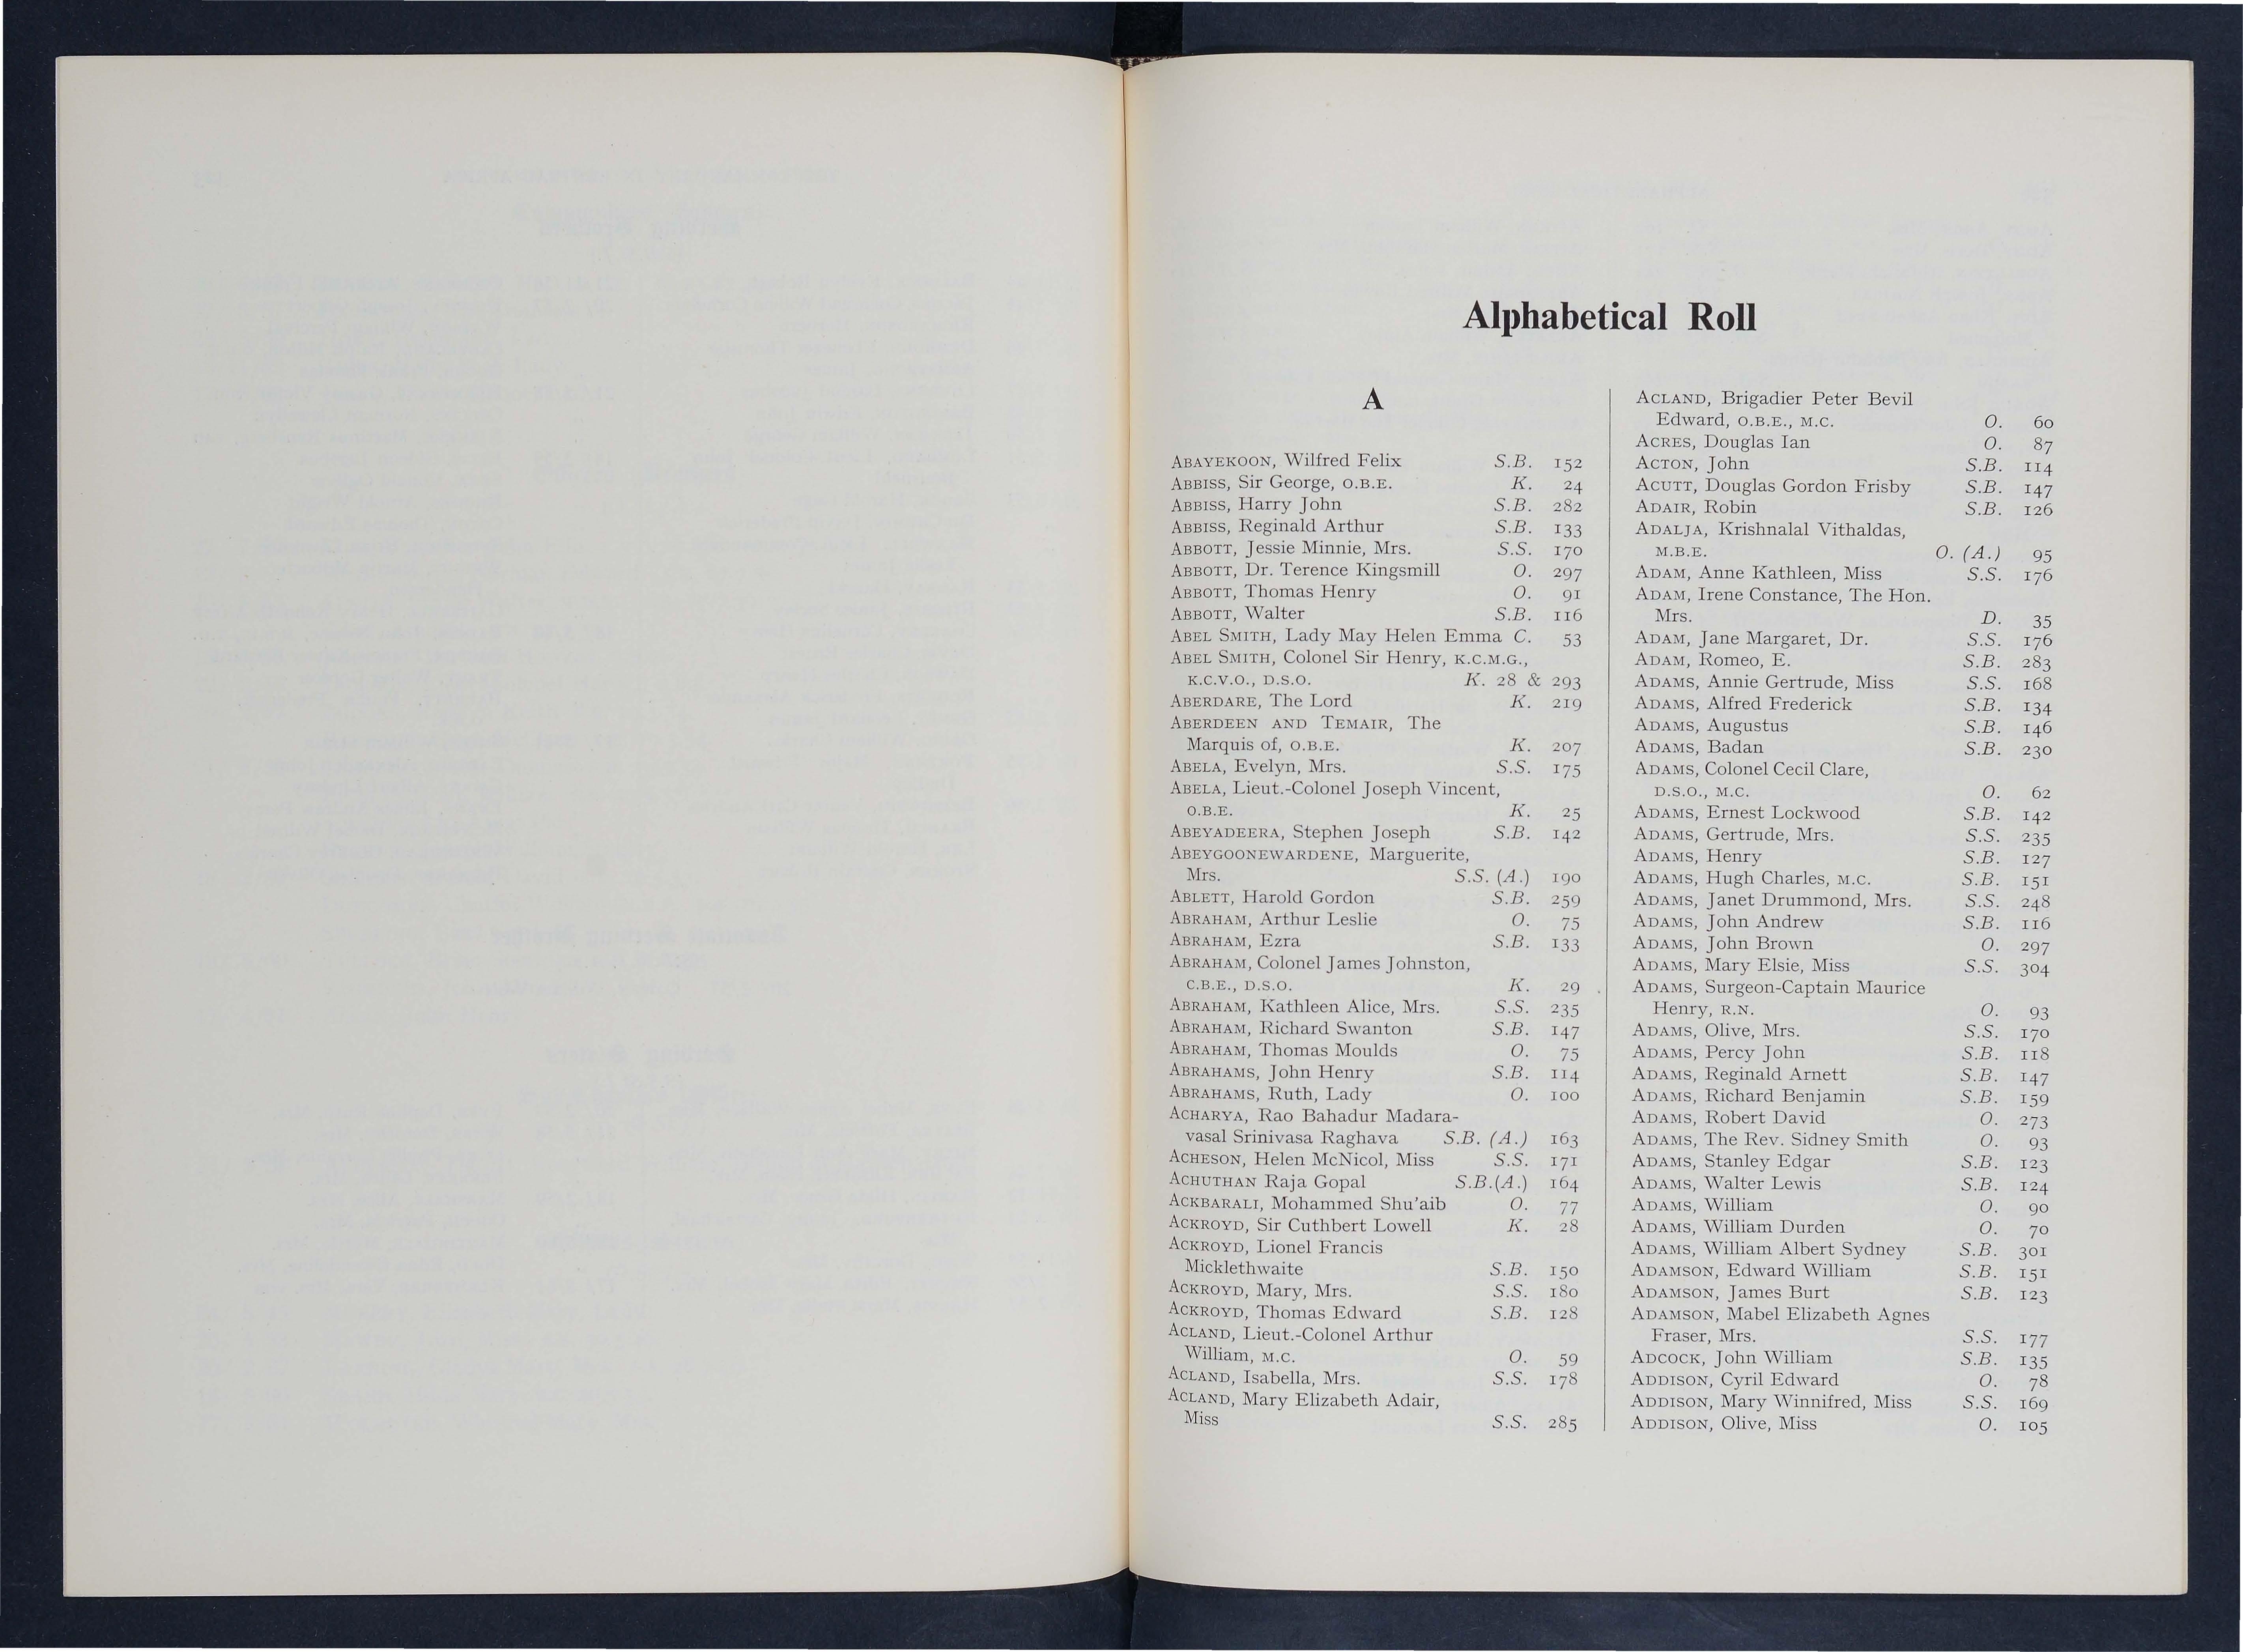 Alphabetical Roll
A
ABAYEKOON, Wilfred Felix S.B. 152
ABBISS, Sir George, O.B.E. K. 24
ABBISS, Harry John S.B. 282
ABBISS, Reginald Arthur S.B. 133
ABBOTT, Jessie Minnie, Mrs. S.S. 170
ABBOTT, Dr. Terence Kingsmill O. 297
ABBOTT, Thomas Henry O. 91
ABBOTT, Walter S.B. 116
ABEL SMITH, Lady May Helen Emma C. 53
ABEL SMITH, Colonel Sir Henry, K.C.M.G.,
K.C.V.O., D.S.O. K. 28 & 293
ABERDARE, The Lord K. 219
ABERDEEN AND TEMAIR, The
Marquis of, O.B.E. K. 207
ABELA, Evelyn, Mrs. S.S. 175
ABELA, Lieut.-Colonel Joseph Vincent,
O.B.E. K. 25
ABEYADEERA, Stephen Joseph S.B. 142
ABEYGOONEWARDENE, Marguerite,
Mrs. S.S. (A.) 190
ABLETT, Harold Gordon S.B. 259
ABRAHAM, Arthur Leslie O. 75
ABRAHAM, Ezra S.B. 133
ABRAHAM, Colonel James Johnston,
C.B.E., D.S.O. K. 29
ABRAHAM, Kathleen Alice, Mrs. S.S. 235
ABRAHAM, Richard Swanton S.B. 147
ABRAHAM, Thomas Moulds O. 75
ABRAHAMS, John Henry S.B. 114
ABRAHAMS, Ruth, Lady O. 100
ACHARYA, Rao Bahadur Madara-
vasal Srinivasa Raghava S.B. (A.) 163
ACHESON, Helen McNicol, Miss S.S. 171
ACHUTHAN Raja Gopal S.B.(A.) 164
ACKBARALI, Mohammed Shu'aib O. 77
ACKROYD, Sir Cuthbert Lowell K. 28
ACKROYD, Lionel Francis
Micklethwaite S.B. 150
ACKROYD, Mary, Mrs. S.S. 180
ACKROYD, Thomas Edward S.B. 128
ACLAND, Lieut.-Colonel Arthur
William, M.C. O. 59
ACLAND, Isabella, Mrs. S.S. 178
ACLAND, Mary Elizabeth Adair,
Miss S.S. 285
ACLAND, Brigadier Peter Bevil
Edward, O.B.E., M.C. O. 60
ACRES, Douglas Ian O. 87
ACTON, John S.B. 114
ACUTT, Douglas Gordon Frisby S.B. 147
ADAIR, Robin S.B. 126
ADALJA, Krishnalal Vithaldas,
M.B.E. O. (A.) 95
ADAM, Anne Kathleen, Miss S.S. 176
ADAM, Irene Constance, The Hon.
Mrs. D. 35
ADAM, Jane Margaret, Dr. S.S. 176
ADAM, Romeo, E. S.B. 283
ADAMS, Annie Gertrude, Miss S.S. 168
ADAMS, Alfred Frederick S.B. 134
ADAMS, Augustus S.B. 146
ADAMS, Badan S.B. 230
ADAMS, Colonel Cecil Clare,
D.S.O., M.C. O. 62
ADAMS, Ernest Lockwood S.B. 142
ADAMS, Gertrude, Mrs. S.S. 235
ADAMS, Henry S.B. 127
ADAMS, Hugh Charles, M.C. S.B. 151
ADAMS, Janet Drummond, Mrs. S.S. 248
ADAMS, John Andrew S.B. 116
ADAMS, John Brown O. 297
ADAMS, Mary Elsie, Miss S.S. 304
ADAMS, Surgeon-Captain Maurice
Henry, R.N. O. 93
ADAMS, Olive, Mrs. S.S. 170
ADAMS, Percy John S.B. 118
ADAMS, Reginald Arnett S.B. 147
ADAMS, Richard Benjamin S.B. 159
ADAMS, Robert David O. 273
ADAMS, The Rev. Sidney Smith O. 93
ADAMS, Stanley Edgar S.B. 123
ADAMS, Walter Lewis S.B. 124
ADAMS, William O. 90
ADAMS, William Durden O. 70
ADAMS, William Albert Sydney S.B. 301
ADAMSON, Edward William S.B. 151
ADAMSON, James Burt S.B. 123
ADAMSON, Mabel Elizabeth Agnes
Fraser, Mrs. S.S. 177
ADCOCK, John William S.B. 135
ADDISON, Cyril Edward O. 78
ADDISON, Mary Winnifred, Miss S.S. 169
ADDISON, Olive, Miss O. 105